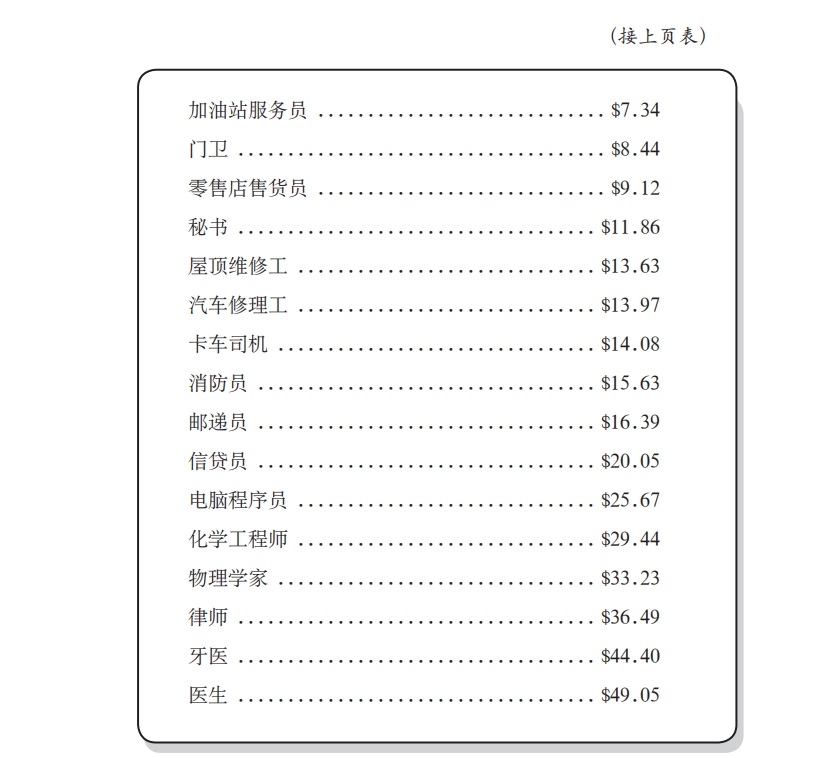 （接上页表）
加油站服务员 ............................. $7.34
门卫 ..................................... $8.44
零售店售货员 ............................. $9.12
秘书 .................................... $11.86
屋顶维修工 .............................. $13.63
汽车修理工 .............................. $13.97
卡车司机 ................................ $14.08
消防员 .................................. $15.63
邮递员 .................................. $16.39
信贷员 .................................. $20.05
电脑程序员 .............................. $25.67
化学工程师 .............................. $29.44
物理学家 ................................ $33.23
律师 .................................... $36.49
牙医 .................................... $44.40
医生 .................................... $49.05